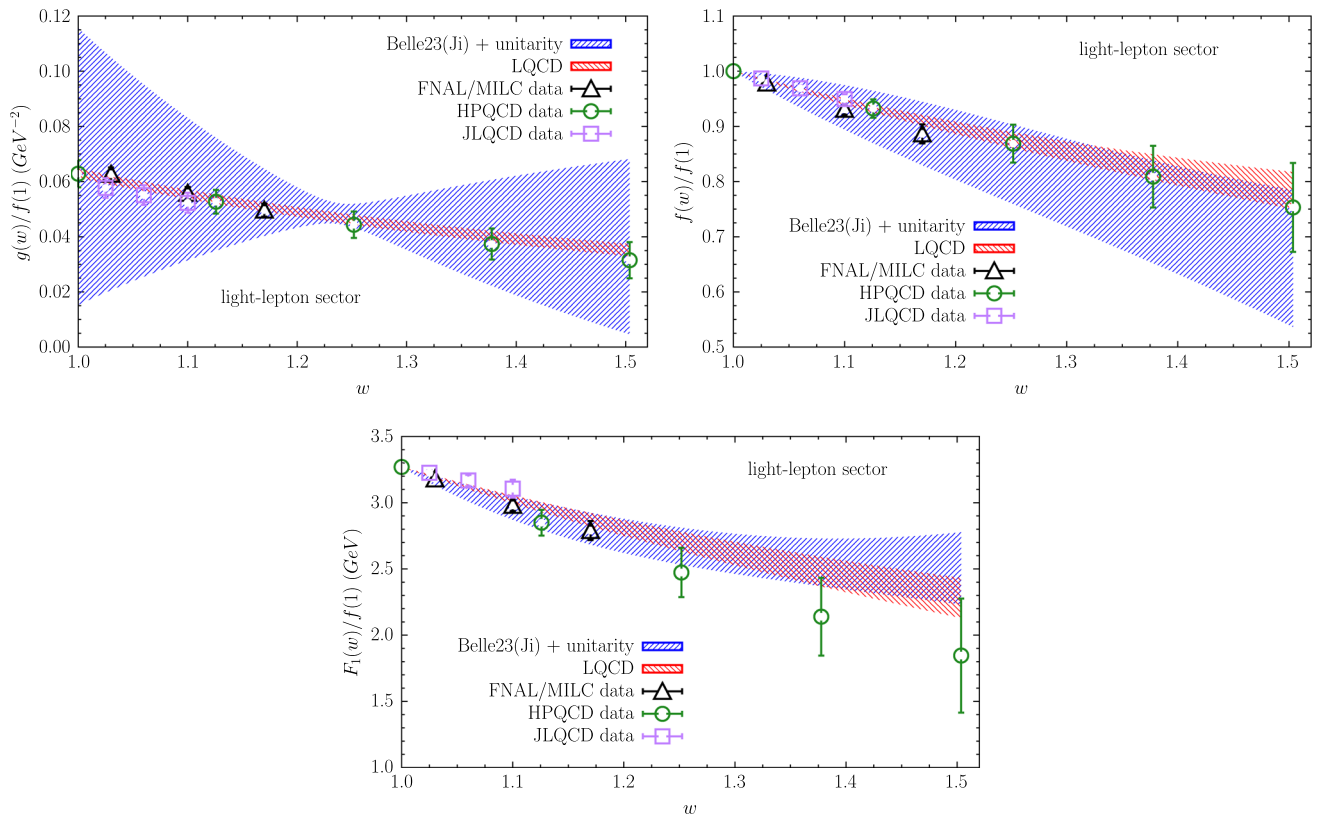 0.12
0.10
0.08
0.06
0.04
0.02
0.00
g(w)/f(1) (GeV⁻²)
Belle23(Ji) + unitarity
LQCD
FNAL/MILC data
HPQCD data
JLQCD data
light-lepton sector
1.0 1.1 1.2 1.3 1.4 1.5
w
1.1
1.0
0.9
0.8
0.7
0.6
0.5
f(w)/f(1)
light-lepton sector
Belle23(Ji) + unitarity
LQCD
FNAL/MILC data
HPQCD data
JLQCD data
1.0 1.1 1.2 1.3 1.4 1.5
w
3.5
3.0
2.5
2.0
1.5
1.0
F₁(w)/f(1) (GeV)
light-lepton sector
Belle23(Ji) + unitarity
LQCD
FNAL/MILC data
HPQCD data
JLQCD data
1.0 1.1 1.2 1.3 1.4 1.5
w